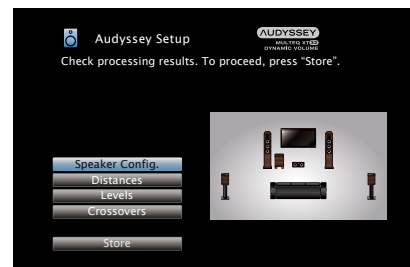 Audyssey Setup
AUDYSSEY
MULTEQ XT32
DYNAMIC VOLUME
Check processing results. To proceed, press “Store”.
Speaker Config.
Distances
Levels
Crossovers
Store